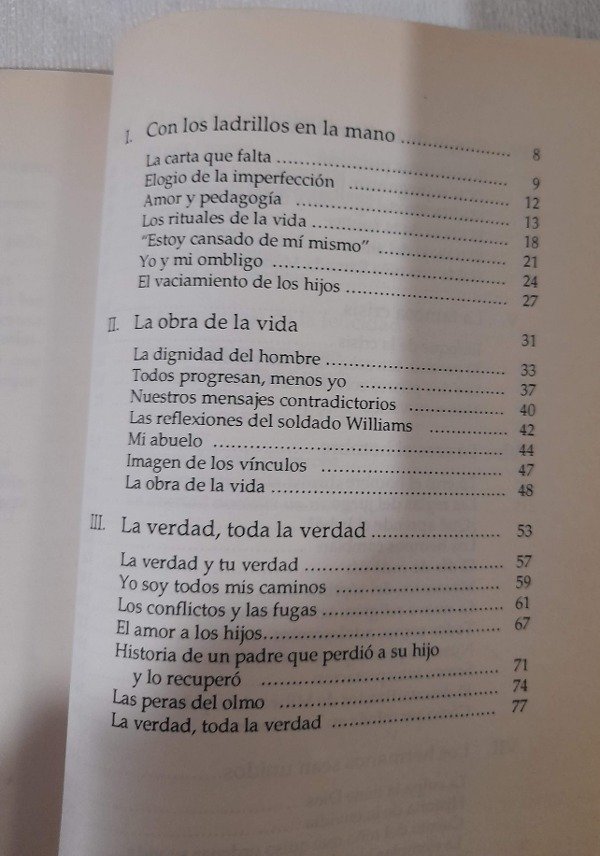 I. Con los ladrillos en la mano ........................ 8
La carta que falta ........................ 9
Elogio de la imperfección ........................ 12
Amor y pedagogía ........................ 13
Los rituales de la vida ........................ 18
“Estoy cansado de mí mismo” ........................ 21
Yo y mi ombligo ........................ 24
El vaciamiento de los hijos ........................ 27
II. La obra de la vida 31
La dignidad del hombre ........................ 33
Todos progresan, menos yo ........................ 37
Nuestros mensajes contradictorios ........................ 40
Las reflexiones del soldado Williams ........................ 42
Mi abuelo ........................ 44
Imagen de los vínculos ........................ 47
La obra de la vida ........................ 48
III. La verdad, toda la verdad ........................ 53
La verdad y tu verdad ........................ 57
Yo soy todos mis caminos ........................ 59
Los conflictos y las fugas ........................ 61
El amor a los hijos ........................ 67
Historia de un padre que perdió a su hijo
y lo recuperó ........................ 71
Las peras del olmo ........................ 74
La verdad, toda la verdad ........................ 77